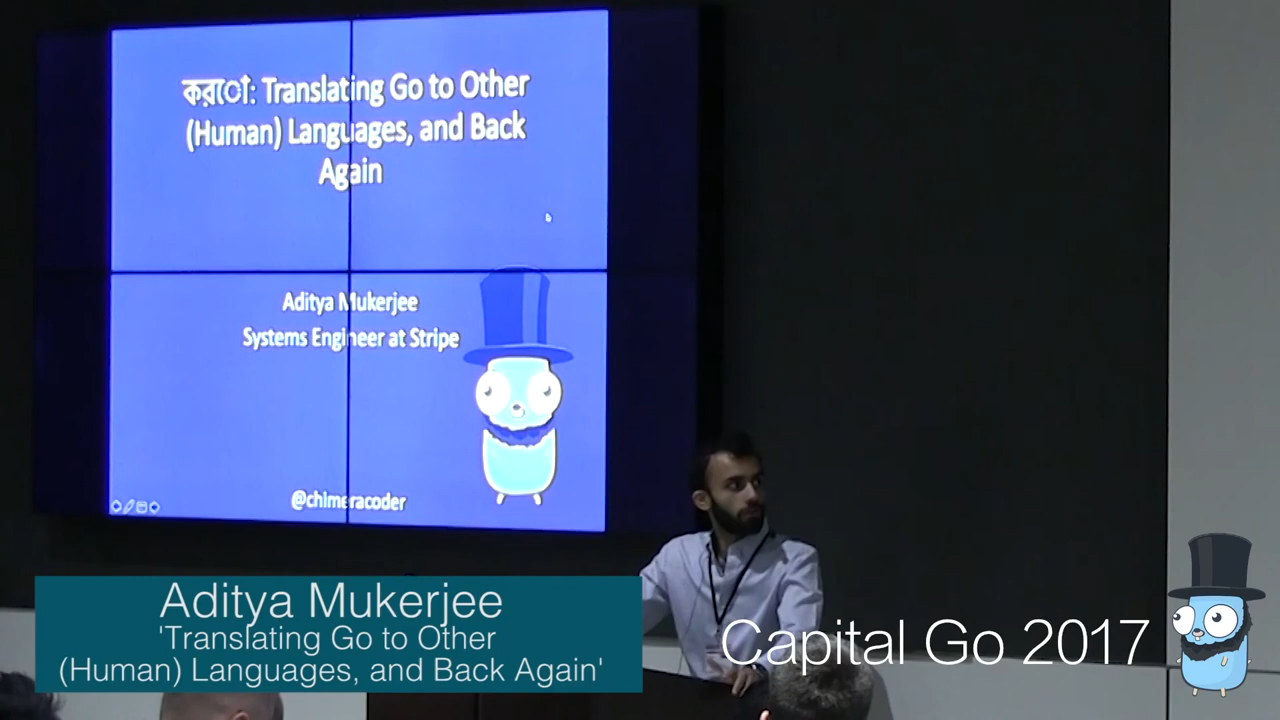 করতো: Translating Go to Other
(Human) Languages, and Back
Again
Aditya Mukerjee
Systems Engineer at Stripe
@chimeracoder
Aditya Mukerjee
'Translating Go to Other
(Human) Languages, and Back Again'
Capital Go 2017